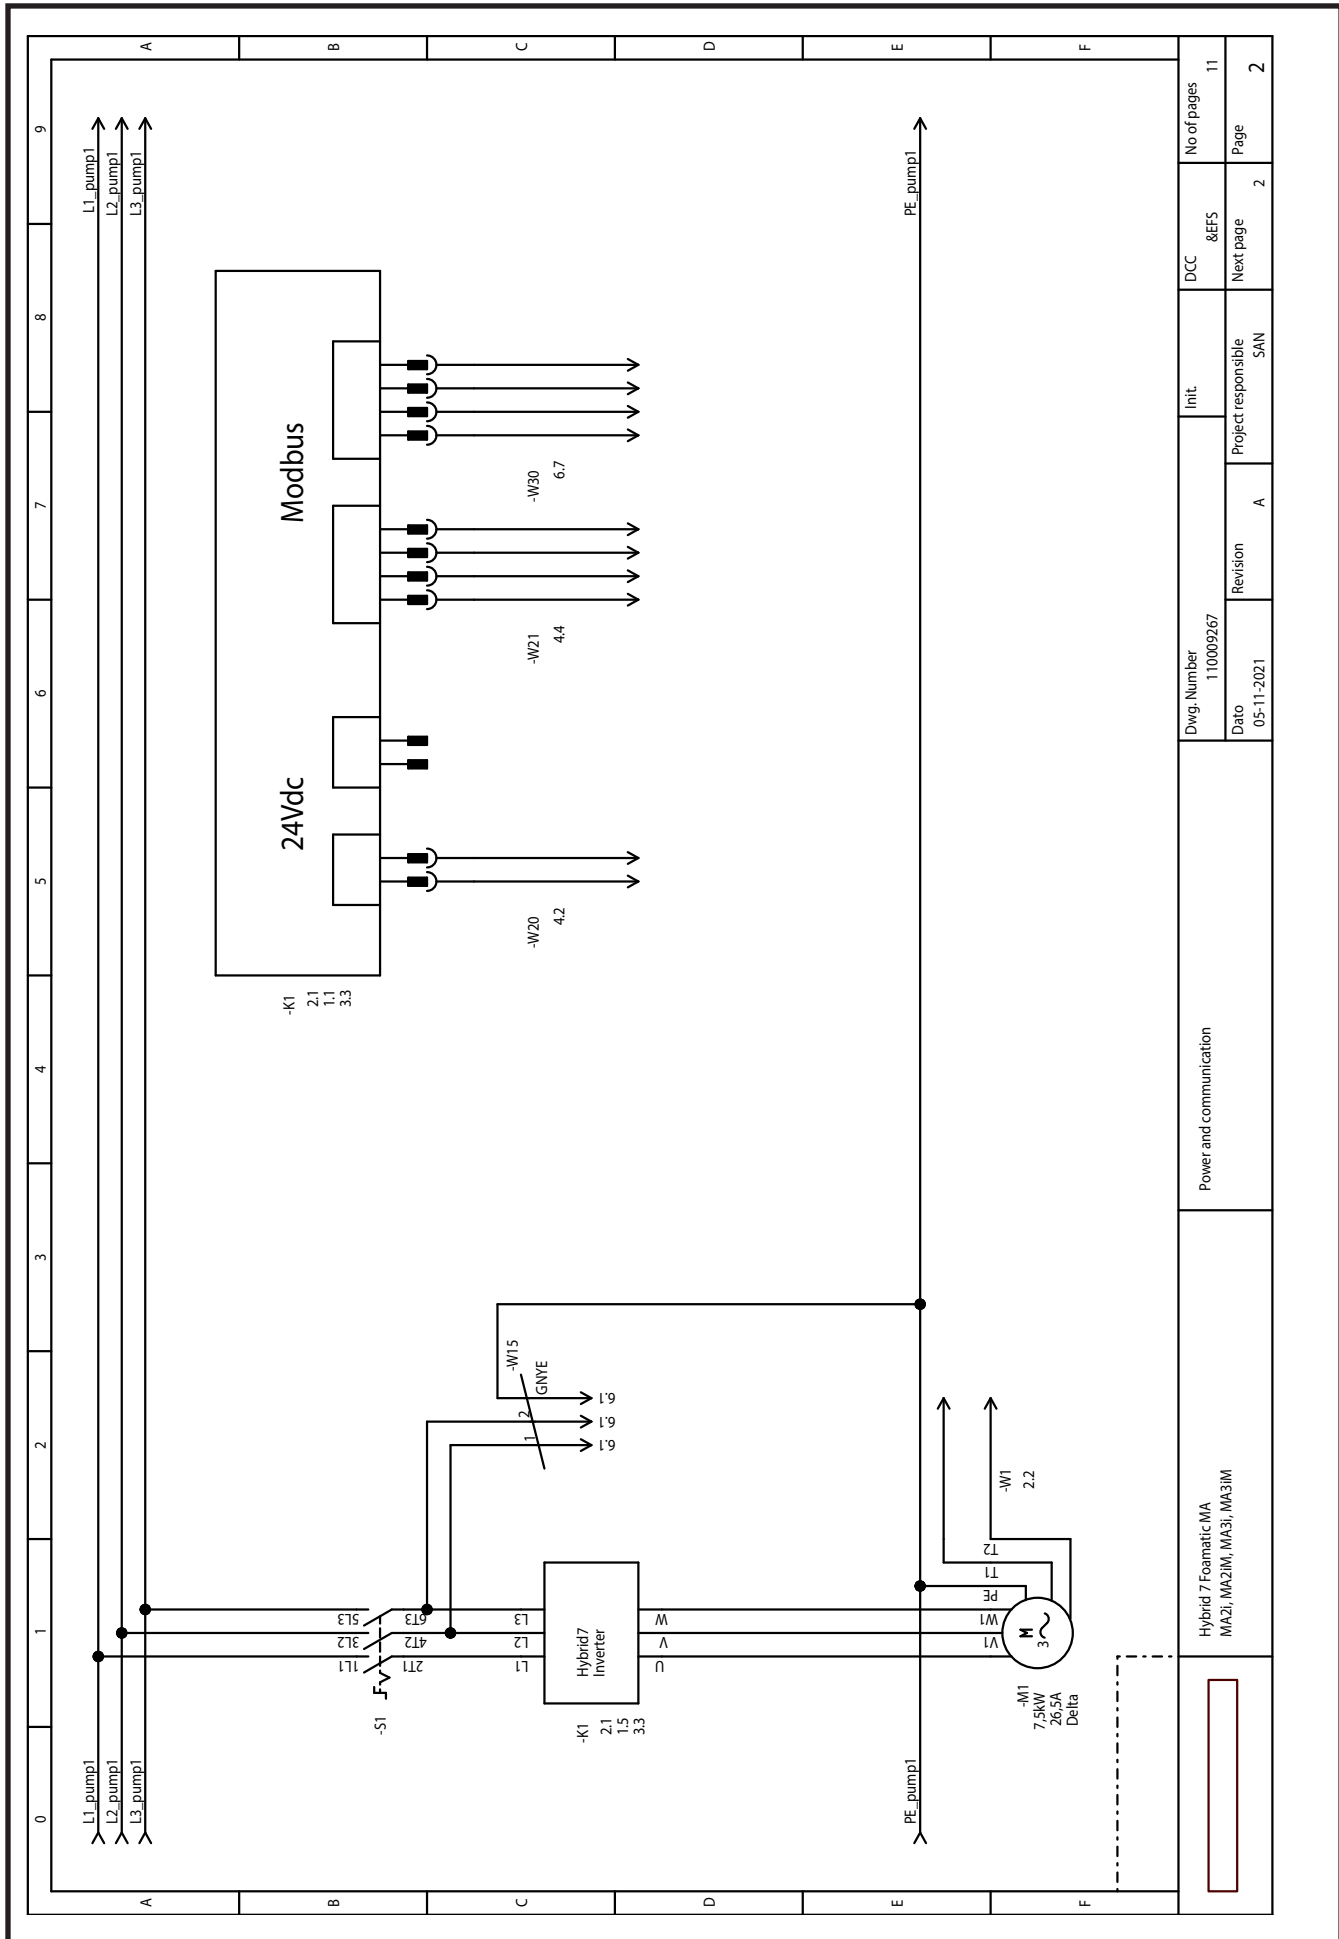 0
1
2
3
4
5
6
7
8
9
A
A
L1_pump1
L1_pump1
L2_pump1
L2_pump1
L3_pump1
L3_pump1
B
B
-S1
1L1
3L2
5L3
2T1
4T2
6T3
-K1
2.1
1.1
3.3
24Vdc
Modbus
C
C
L1
L2
L3
-K1
2.1
1.5
3.3
Hybrid7
Inverter
-W15
GNYE
1
2
6.1
6.1
6.1
-W20
4.2
-W21
4.4
-W30
6.7
D
D
U
V
W
E
E
PE_pump1
PE_pump1
F
F
V1
W1
PE
T1
T2
-M1
7,5kW
26,5A
Delta
M
3
-W1
2.2
Hybrid 7 Foamatic MA
MA2i, MA2iM, MA3i, MA3iM
Power and communication
Dwg. Number
110009267
Init.
DCC
&EFS
No of pages
11
Dato
05-11-2021
Revision
A
Project responsible
SAN
Next page
2
Page
2